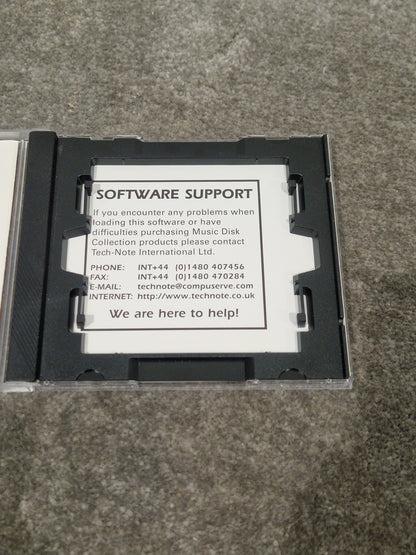 SOFTWARE SUPPORT
If you encounter any problems when
loading this software or have
difficulties purchasing Music Disk
Collection products please contact
Tech-Note International Ltd.
PHONE: INT+44 (0)1480 407456
FAX: INT+44 (0)1480 470284
E-MAIL: technote@compuserve.com
INTERNET: http://www.technote.co.uk
We are here to help!